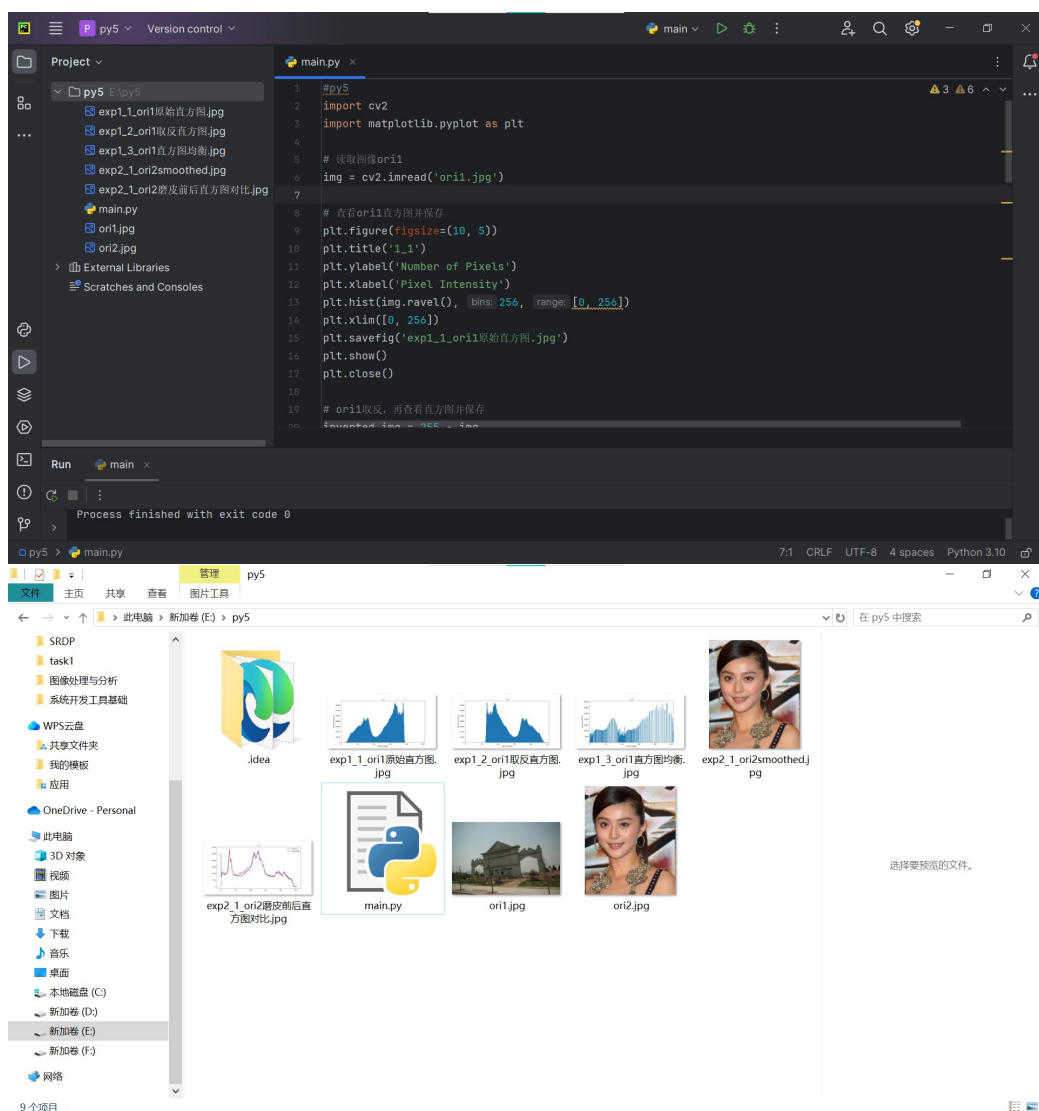 py5
Version control
main
Project
main.py
py5 E:\py5
exp1_1_ori1原始直方图.jpg
exp1_2_ori1取反直方图.jpg
exp1_3_ori1直方图均衡.jpg
exp2_1_ori2smoothed.jpg
exp2_1_ori2磨皮前后直方图对比.jpg
main.py
ori1.jpg
ori2.jpg
External Libraries
Scratches and Consoles
3 6
1 #py5
2 import cv2
3 import matplotlib.pyplot as plt
4
5 # 读取图像ori1
6 img = cv2.imread('ori1.jpg')
7
8 # 查看ori1直方图并保存
9 plt.figure(figsize=(10, 5))
10 plt.title('1_1')
11 plt.ylabel('Number of Pixels')
12 plt.xlabel('Pixel Intensity')
13 plt.hist(img.ravel(), bins: 256, range: [0, 256])
14 plt.xlim([0, 256])
15 plt.savefig('exp1_1_ori1原始直方图.jpg')
16 plt.show()
17 plt.close()
18
19 # ori1取反，再查看直方图并保存
20 inverted_img = 255 - img
Run main
Process finished with exit code 0
py5 > main.py
7:1 CRLF UTF-8 4 spaces Python 3.10
管理 py5
文件 主页 共享 查看 图片工具
此电脑 > 新加卷 (E:) > py5
在 py5 中搜索
SRDP
task1
图像处理与分析
系统开发工具基础
WPS云盘
共享文件夹
我的模板
应用
OneDrive - Personal
此电脑
3D 对象
视频
图片
文档
下载
音乐
桌面
本地磁盘 (C:)
新加卷 (D:)
新加卷 (E:)
新加卷 (F:)
网络
.idea
exp1_1_ori1原始直方图.
jpg
exp1_2_ori1取反直方图.
jpg
exp1_3_ori1直方图均衡.
jpg
exp2_1_ori2smoothed.j
pg
exp2_1_ori2磨皮前后直
方图对比.jpg
main.py
ori1.jpg
ori2.jpg
选择要预览的文件。
9 个项目